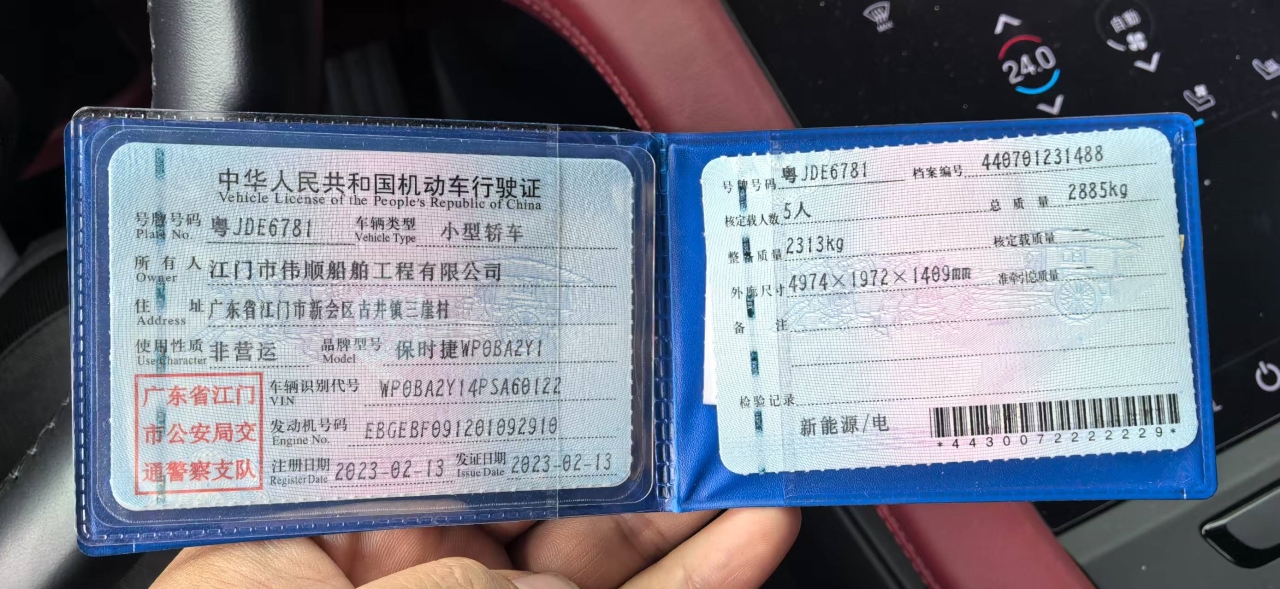 中华人民共和国机动车行驶证
Vehicle License of the People's Republic of China
号牌号码 粤JDE6781 车辆类型 小型轿车
Plate No. Vehicle Type
所有人 江门市伟顺船舶工程有限公司
Owner
住址 广东省江门市新会区古井镇三崖村
Address
使用性质 非营运 品牌型号 保时捷WP0BA2Y1
Use Character Model
广东省江门
市公安局交
通警察支队
车辆识别代号 WP0BA2Y14PSA60122
VIN
发动机号码 EBGEBF091201092910
Engine No.
注册日期 2023-02-13 发证日期 2023-02-13
Register Date Issue Date
号牌号码 粤JDE6781 档案编号 440701231488
核定载人数 5人 总质量 2885kg
整备质量 2313kg 核定载质量 --
外廓尺寸 4974×1972×1409㎜ 准牵引总质量 --
备注
检验记录
新能源/电
*4430072222229*
24.0
自動
MAX